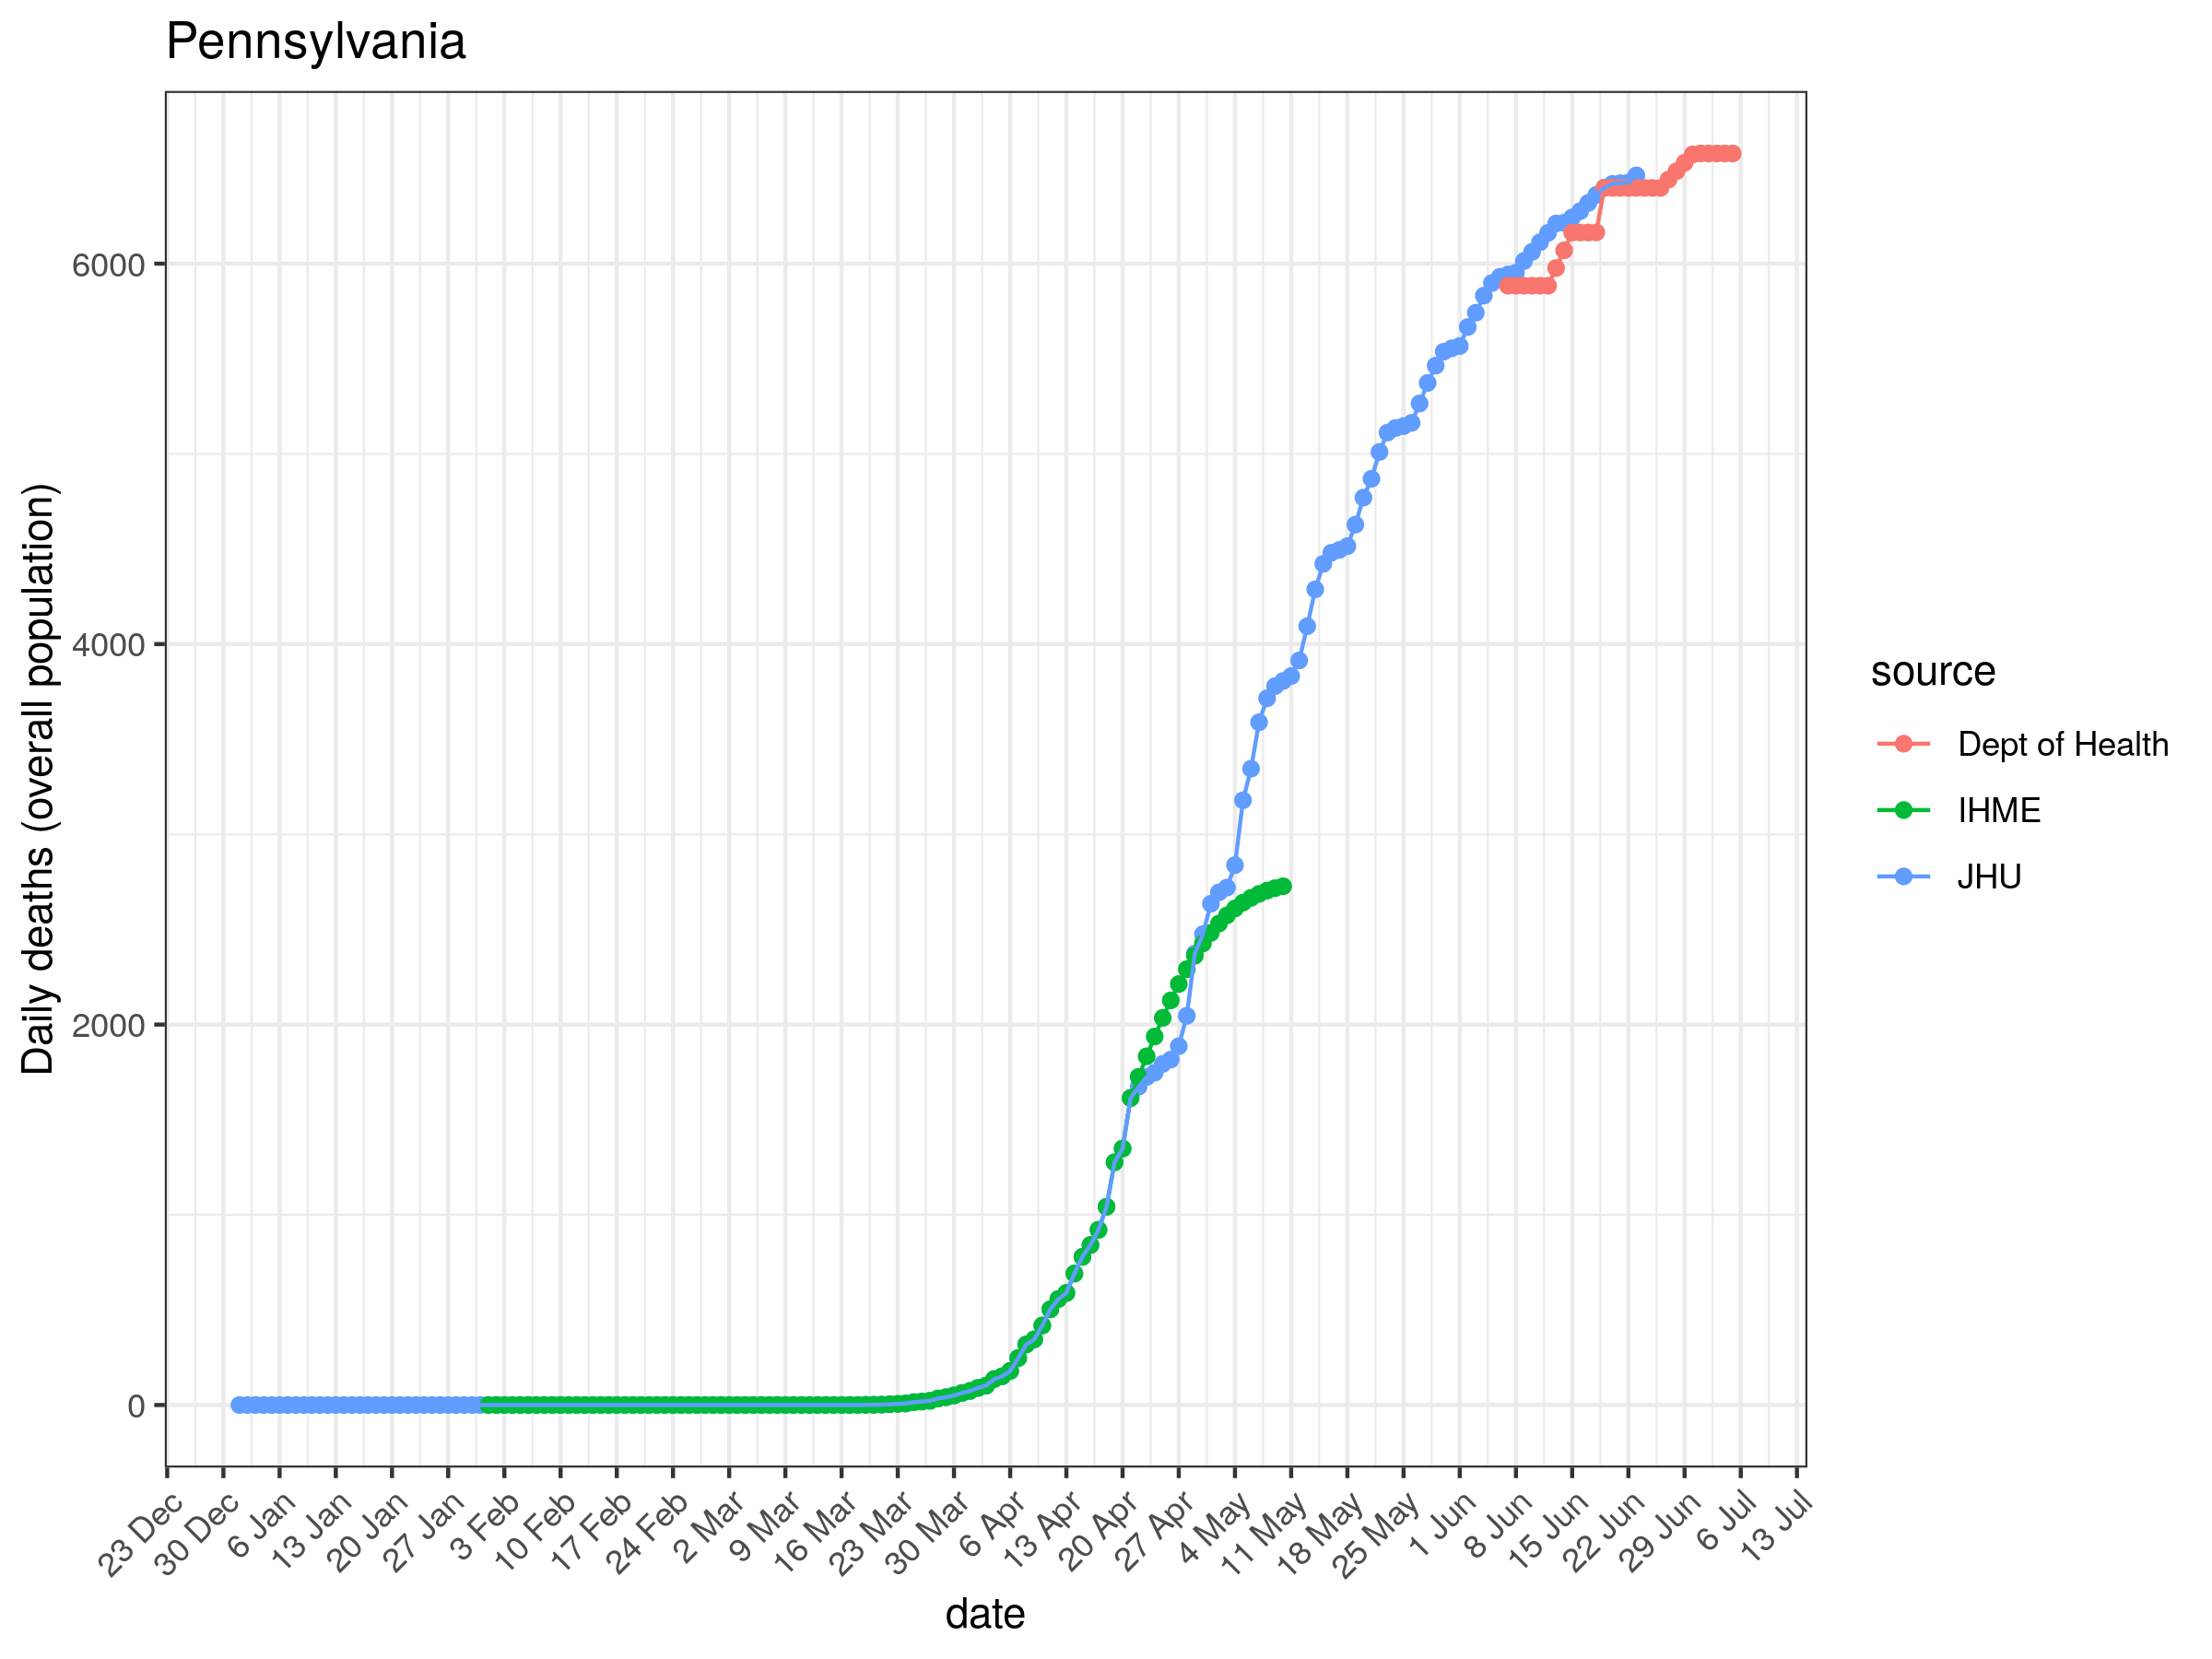 Pennsylvania
Daily deaths (overall population)
6000
4000
2000
0
23 Dec
30 Dec
6 Jan
13 Jan
20 Jan
27 Jan
3 Feb
10 Feb
17 Feb
24 Feb
2 Mar
9 Mar
16 Mar
23 Mar
30 Mar
6 Apr
13 Apr
20 Apr
27 Apr
4 May
11 May
18 May
25 May
1 Jun
8 Jun
15 Jun
22 Jun
29 Jun
6 Jul
13 Jul
date
source
Dept of Health
IHME
JHU